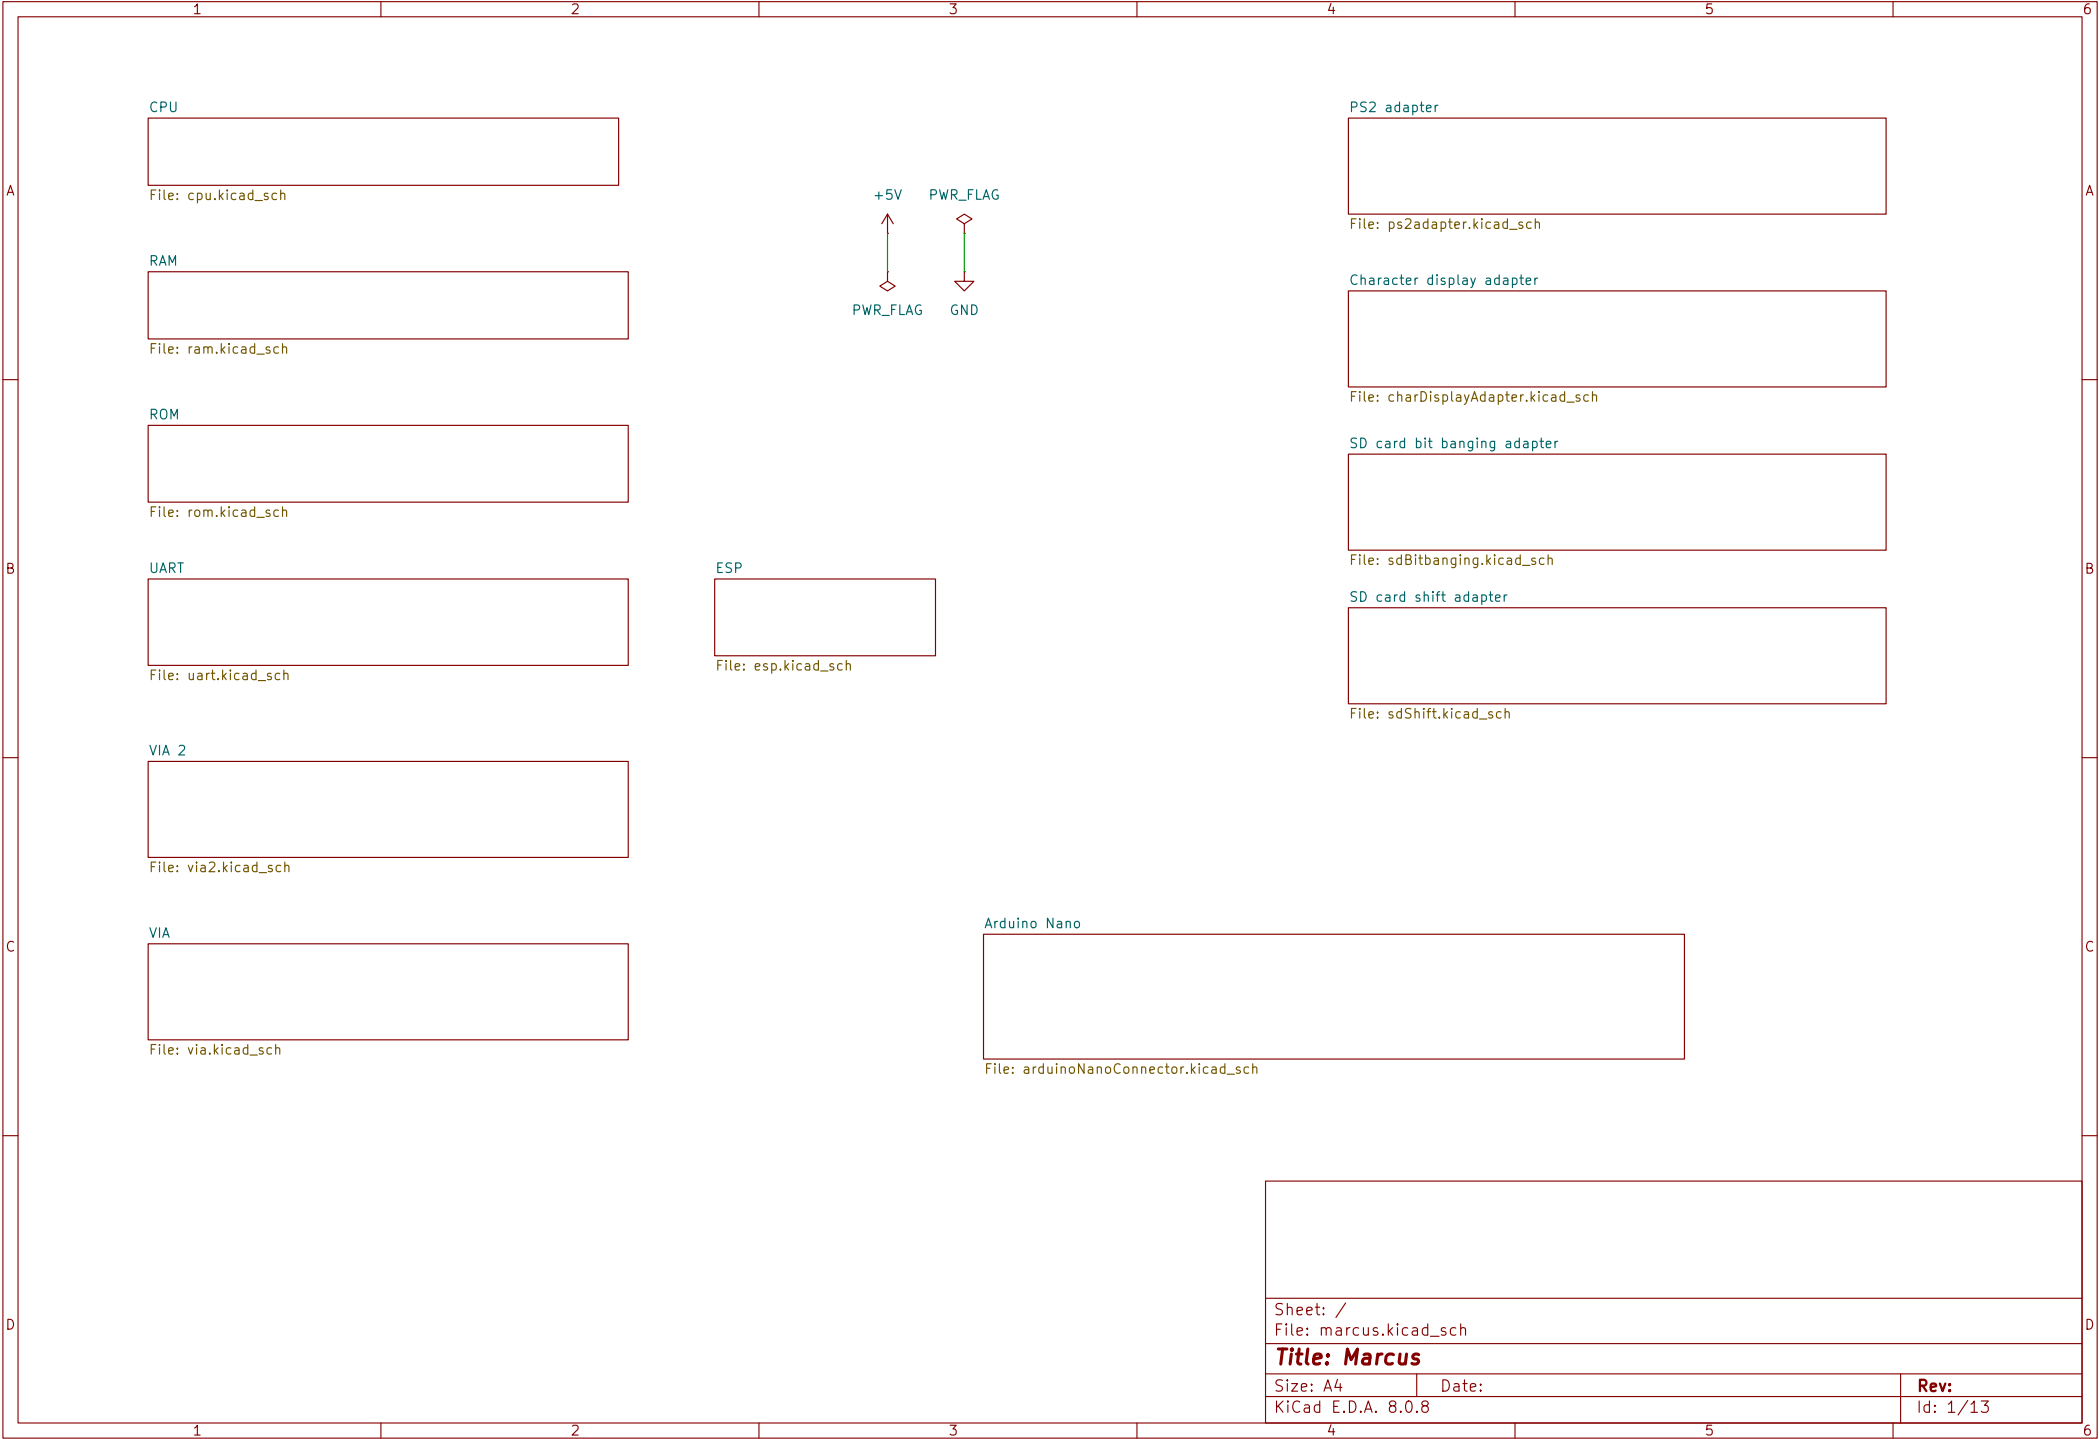 1 2 3 4 5 6
CPU
File: cpu.kicad_sch
RAM
File: ram.kicad_sch
ROM
File: rom.kicad_sch
UART
File: uart.kicad_sch
VIA 2
File: via2.kicad_sch
VIA
File: via.kicad_sch
+5V PWR_FLAG
PWR_FLAG GND
ESP
File: esp.kicad_sch
Arduino Nano
File: arduinoNanoConnector.kicad_sch
PS2 adapter
File: ps2adapter.kicad_sch
Character display adapter
File: charDisplayAdapter.kicad_sch
SD card bit banging adapter
File: sdBitbanging.kicad_sch
SD card shift adapter
File: sdShift.kicad_sch
A A
B B
C C
D D
Sheet: /
File: marcus.kicad_sch
Title: Marcus
Size: A4 Date: Rev:
KiCad E.D.A. 8.0.8 Id: 1/13
1 2 3 4 5 6